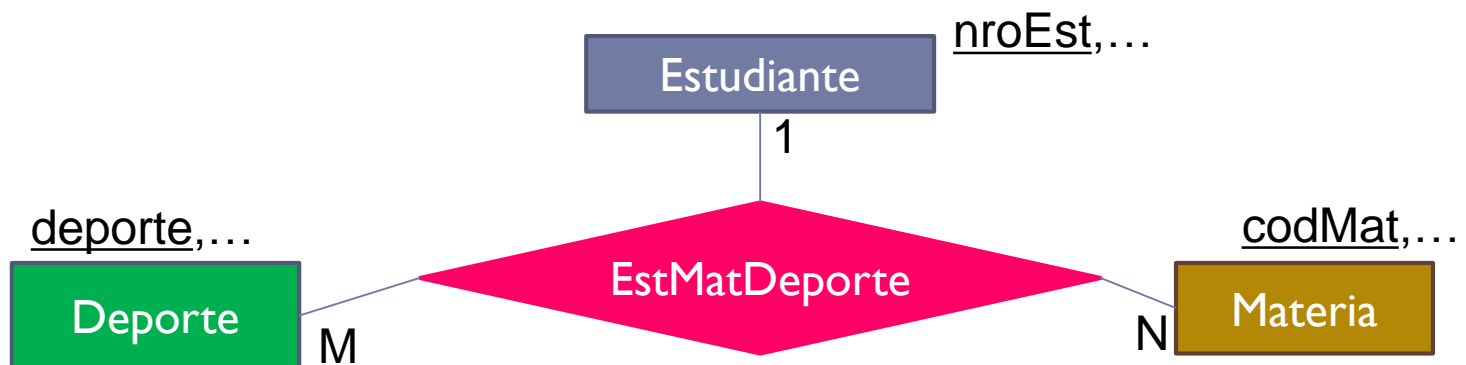 nroEst,…
Estudiante
1
deporte,…
codMat,…
EstMatDeporte
Deporte
Materia
M
N